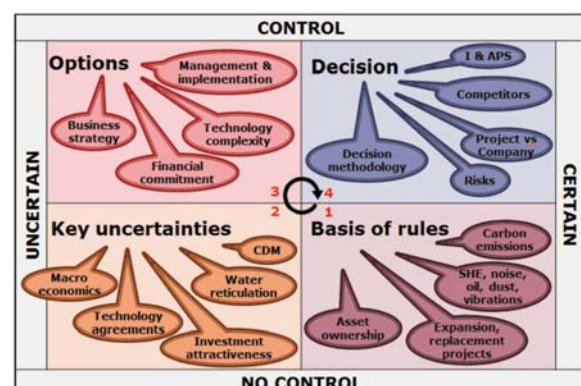 CONTROL
UNCERTAIN
CERTAIN
Options
Management &
implementation
Business
strategy
Technology
complexity
Financial
commitment
Decision
I & APS
Competitors
Project vs
Company
Decision
methodology
Risks
3
4
2
1
Key uncertainties
CDM
Macro
economics
Water
reticulation
Technology
agreements
Investment
attractiveness
Basis of rules
Carbon
emissions
SHE, noise,
oil, dust,
vibrations
Asset
ownership
Expansion,
replacement
projects
NO CONTROL